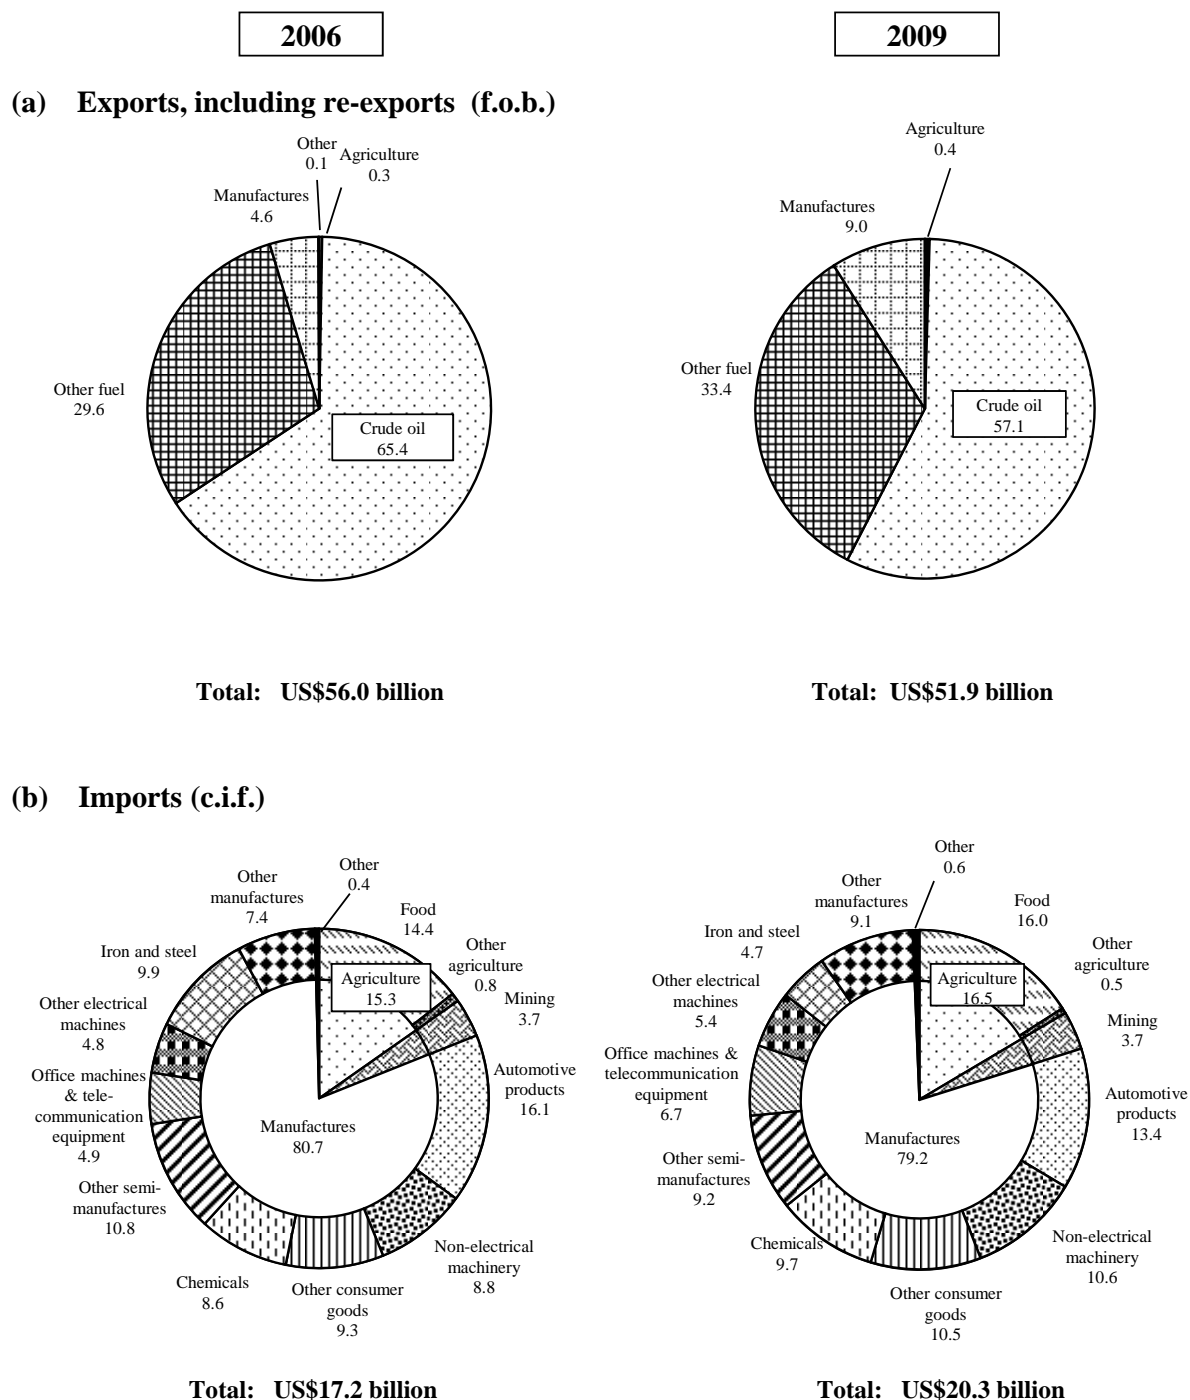 2006
2009
(a) Exports, including re-exports (f.o.b.)
Other
0.1
Agriculture
0.3
Manufactures
4.6
Other fuel
29.6
Crude oil
65.4
Agriculture
0.4
Manufactures
9.0
Other fuel
33.4
Crude oil
57.1
Total: US$56.0 billion
Total: US$51.9 billion
(b) Imports (c.i.f.)
Other
0.4
Food
14.4
Other
agriculture
0.8
Mining
3.7
Agriculture
15.3
Automotive
products
16.1
Non-electrical
machinery
8.8
Other consumer
goods
9.3
Chemicals
8.6
Other semi-
manufactures
10.8
Office machines
& tele-
communication
equipment
4.9
Other electrical
machines
4.8
Iron and steel
9.9
Other
manufactures
7.4
Manufactures
80.7
Other
0.6
Food
16.0
Other
agriculture
0.5
Mining
3.7
Agriculture
16.5
Automotive
products
13.4
Non-electrical
machinery
10.6
Other consumer
goods
10.5
Chemicals
9.7
Other semi-
manufactures
9.2
Office machines &
telecommunication
equipment
6.7
Other electrical
machines
5.4
Iron and steel
4.7
Other
manufactures
9.1
Manufactures
79.2
Total: US$17.2 billion
Total: US$20.3 billion